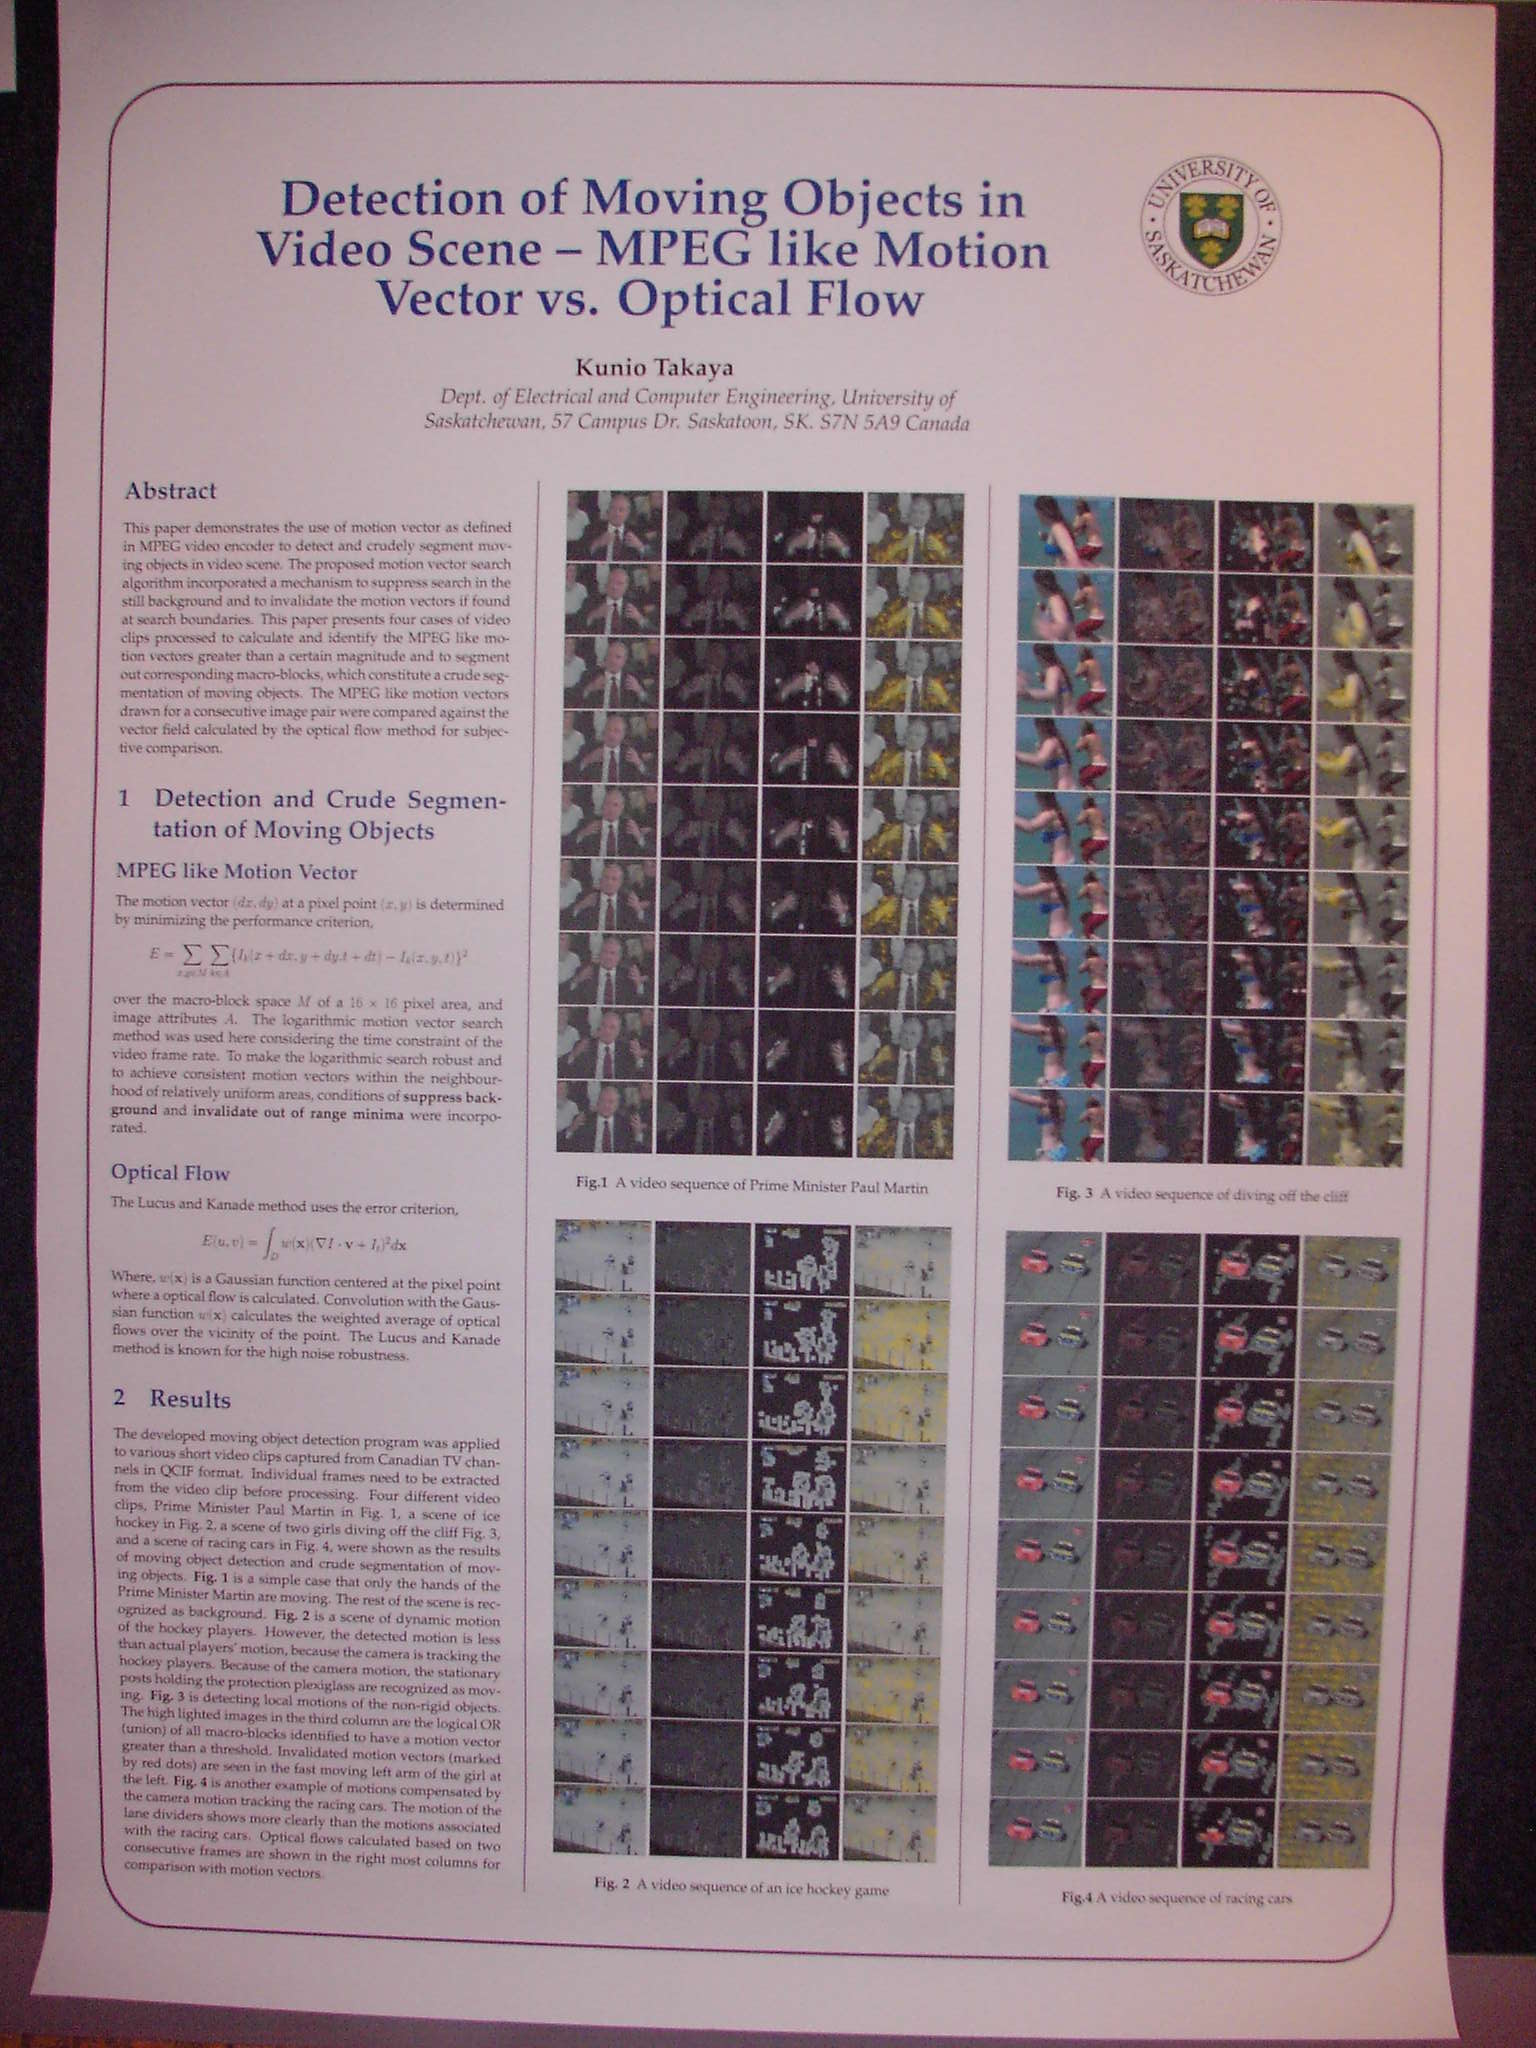 Detection of Moving Objects in
Video Scene – MPEG like Motion
Vector vs. Optical Flow
UNIVERSITY OF
SASKATCHEWAN
Kunio Takaya
Dept. of Electrical and Computer Engineering, University of
Saskatchewan, 57 Campus Dr. Saskatoon, SK. S7N 5A9 Canada
Abstract
This paper demonstrates the use of motion vector as defined
in MPEG video encoder to detect and crudely segment mov-
ing objects in video scene. The proposed motion vector search
algorithm incorporated a mechanism to suppress search in the
still background and to invalidate the motion vectors if found
at search boundaries. This paper presents four cases of video
clips processed to calculate and identify the MPEG like mo-
tion vectors greater than a certain magnitude and to segment
out corresponding macro-blocks, which constitute a crude seg-
mentation of moving objects. The MPEG like motion vectors
drawn for a consecutive image pair were compared against the
vector field calculated by the optical flow method for subjec-
tive comparison.
1 Detection and Crude Segmen-
tation of Moving Objects
MPEG like Motion Vector
The motion vector (dx, dy) at a pixel point (x, y) is determined
by minimizing the performance criterion,
E = ∑ ∑ {I_k(x + dx, y + dy, t + dt) − I_k(x, y, t)}²
x,y∈M k∈A
over the macro-block space M of a 16 × 16 pixel area, and
image attributes A. The logarithmic motion vector search
method was used here considering the time constraint of the
video frame rate. To make the logarithmic search robust and
to achieve consistent motion vectors within the neighbour-
hood of relatively uniform areas, conditions of suppress back-
ground and invalidate out of range minima were incorpo-
rated.
Optical Flow
The Lucus and Kanade method uses the error criterion,
E(u, v) = ∫_D w(x)(∇I · v + I_t)² dx
Where, w(x) is a Gaussian function centered at the pixel point
where a optical flow is calculated. Convolution with the Gaus-
sian function w(x) calculates the weighted average of optical
flows over the vicinity of the point. The Lucus and Kanade
method is known for the high noise robustness.
2 Results
The developed moving object detection program was applied
to various short video clips captured from Canadian TV chan-
nels in QCIF format. Individual frames need to be extracted
from the video clip before processing. Four different video
clips, Prime Minister Paul Martin in Fig. 1, a scene of ice
hockey in Fig. 2, a scene of two girls diving off the cliff Fig. 3,
and a scene of racing cars in Fig. 4, were shown as the results
of moving object detection and crude segmentation of mov-
ing objects. Fig. 1 is a simple case that only the hands of the
Prime Minister Martin are moving. The rest of the scene is rec-
ognized as background. Fig. 2 is a scene of dynamic motion
of the hockey players. However, the detected motion is less
than actual players' motion, because the camera is tracking the
hockey players. Because of the camera motion, the stationary
posts holding the protection plexiglass are recognized as mov-
ing. Fig. 3 is detecting local motions of the non-rigid objects.
The high lighted images in the third column are the logical OR
(union) of all macro-blocks identified to have a motion vector
greater than a threshold. Invalidated motion vectors (marked
by red dots) are seen in the fast moving left arm of the girl at
the left. Fig. 4 is another example of motions compensated by
the camera motion tracking the racing cars. The motion of the
lane dividers shows more clearly than the motions associated
with the racing cars. Optical flows calculated based on two
consecutive frames are shown in the right most columns for
comparison with motion vectors.
Fig.1 A video sequence of Prime Minister Paul Martin
Fig. 2 A video sequence of an ice hockey game
Fig. 3 A video sequence of diving off the cliff
Fig.4 A video sequence of racing cars